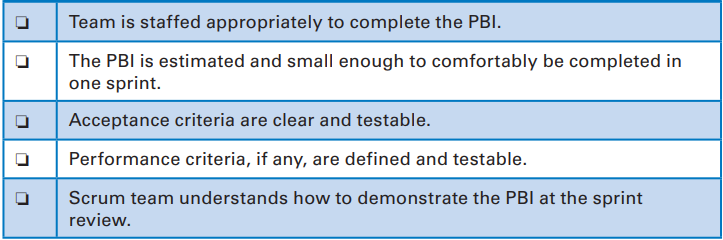 Team is staffed appropriately to complete the PBI.
The PBI is estimated and small enough to comfortably be completed in
one sprint.
Acceptance criteria are clear and testable.
Performance criteria, if any, are defined and testable.
Scrum team understands how to demonstrate the PBI at the sprint
review.